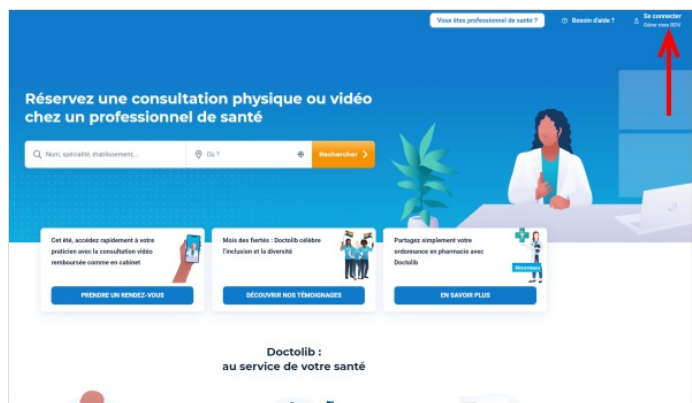 Vous êtes professionnel de santé ?
Besoin d'aide ?
Se connecter
Gérer mes RDV
Réservez une consultation physique ou vidéo
chez un professionnel de santé
Nom, spécialité, établissement,...
Où ?
Rechercher
Cet été, accédez rapidement à votre
praticien avec la consultation vidéo
remboursée comme en cabinet
PRENDRE UN RENDEZ-VOUS
Mois des fiertés : Doctolib célèbre
l'inclusion et la diversité
DÉCOUVRIR NOS TÉMOIGNAGES
Partagez simplement votre
ordonnance en pharmacie avec
Doctolib
Nouveau
EN SAVOIR PLUS
Doctolib :
au service de votre santé